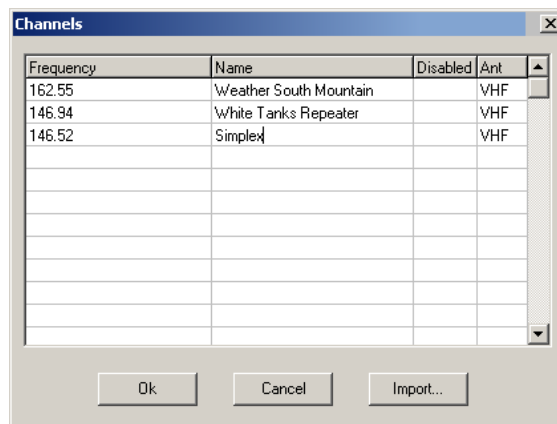 Channels
Frequency Name Disabled Ant
162.55 Weather South Mountain VHF
146.94 White Tanks Repeater VHF
146.52 Simplex VHF
Ok Cancel Import...